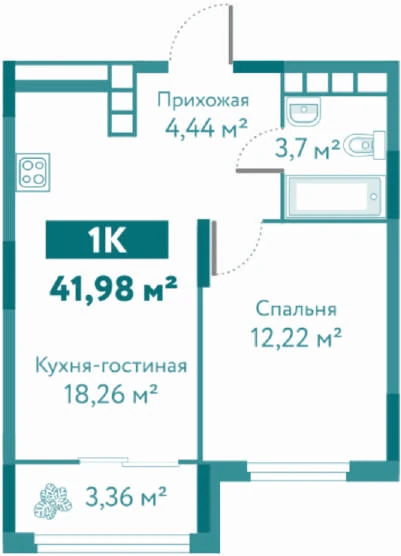 Прихожая
4,44 м²
3,7 м²
1К
41,98 м²
Спальня
12,22 м²
Кухня-гостиная
18,26 м²
3,36 м²